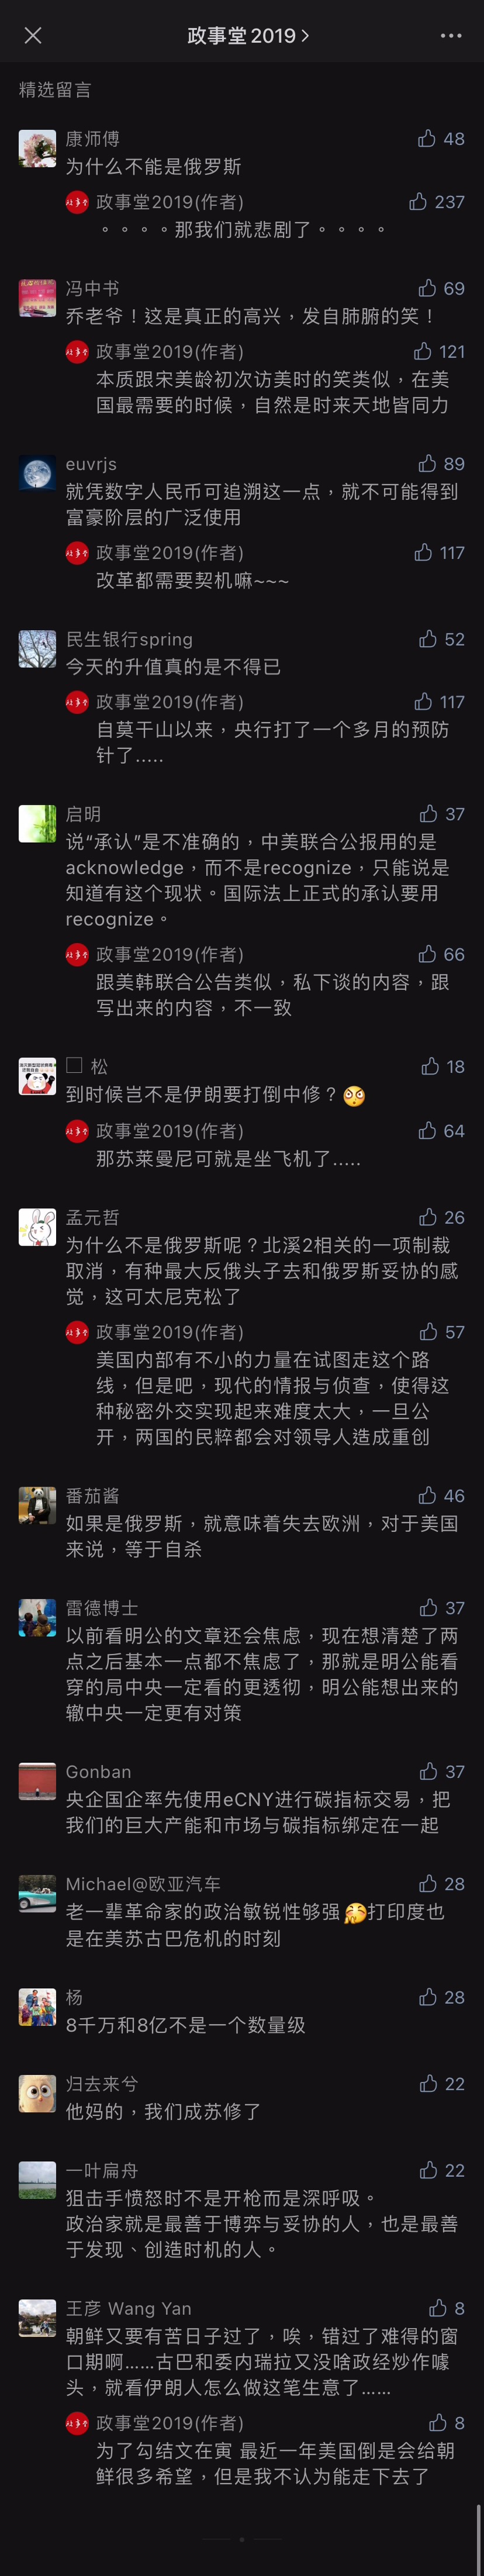 政事堂2019
精选留言
康师傅 48
为什么不能是俄罗斯
政事堂2019(作者) 237
。。。。那我们就悲剧了。。。。
冯中书 69
乔老爷！这是真正的高兴，发自肺腑的笑！
政事堂2019(作者) 121
本质跟宋美龄初次访美时的笑类似，在美
国最需要的时候，自然是时来天地皆同力
euvrjs 89
就凭数字人民币可追溯这一点，就不可能得到
富豪阶层的广泛使用
政事堂2019(作者) 117
改革都需要契机嘛~~~
民生银行spring 52
今天的升值真的是不得已
政事堂2019(作者) 117
自莫干山以来，央行打了一个多月的预防
针了.....
启明 37
说“承认”是不准确的，中美联合公报用的是
acknowledge，而不是recognize，只能说是
知道有这个现状。国际法上正式的承认要用
recognize。
政事堂2019(作者) 66
跟美韩联合公告类似，私下谈的内容，跟
写出来的内容，不一致
松 18
到时候岂不是伊朗要打倒中修？
政事堂2019(作者) 64
那苏莱曼尼可就是坐飞机了.....
孟元哲 26
为什么不是俄罗斯呢？北溪2相关的一项制裁
取消，有种最大反俄头子去和俄罗斯妥协的感
觉，这可太尼克松了
政事堂2019(作者) 57
美国内部有不小的力量在试图走这个路
线，但是吧，现代的情报与侦查，使得这
种秘密外交实现起来难度太大，一旦公
开，两国的民粹都会对领导人造成重创
番茄酱 46
如果是俄罗斯，就意味着失去欧洲，对于美国
来说，等于自杀
雷德博士 37
以前看明公的文章还会焦虑，现在想清楚了两
点之后基本一点都不焦虑了，那就是明公能看
穿的局中央一定看的更透彻，明公能想出来的
辙中央一定更有对策
Gonban 37
央企国企率先使用eCNY进行碳指标交易，把
我们的巨大产能和市场与碳指标绑定在一起
Michael@欧亚汽车 28
老一辈革命家的政治敏锐性够强打印度也
是在美苏古巴危机的时刻
杨 28
8千万和8亿不是一个数量级
归去来兮 22
他妈的，我们成苏修了
一叶扁舟 22
狙击手愤怒时不是开枪而是深呼吸。
政治家就是最善于博弈与妥协的人，也是最善
于发现、创造时机的人。
王彦 Wang Yan 8
朝鲜又要有苦日子过了，唉，错过了难得的窗
口期啊……古巴和委内瑞拉又没啥政经炒作噱
头，就看伊朗人怎么做这笔生意了……
政事堂2019(作者) 8
为了勾结文在寅 最近一年美国倒是会给朝
鲜很多希望，但是我不认为能走下去了